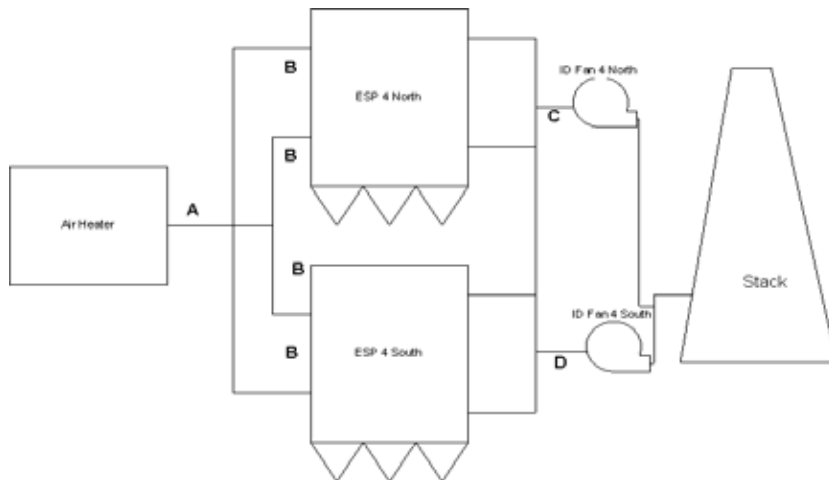 ID Fan 4 North
B
ESP 4 North
C
B
A
Air Heater
B
Stack
ID Fan 4 South
B
ESP 4 South
D